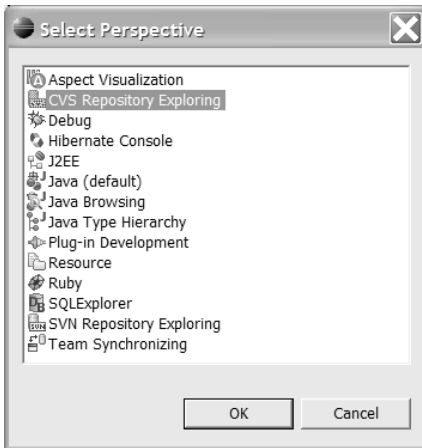 Select Perspective
Aspect Visualization
CVS Repository Exploring
Debug
Hibernate Console
J2EE
Java (default)
Java Browsing
Java Type Hierarchy
Plug-in Development
Resource
Ruby
SQLExplorer
SVN Repository Exploring
Team Synchronizing
OK
Cancel